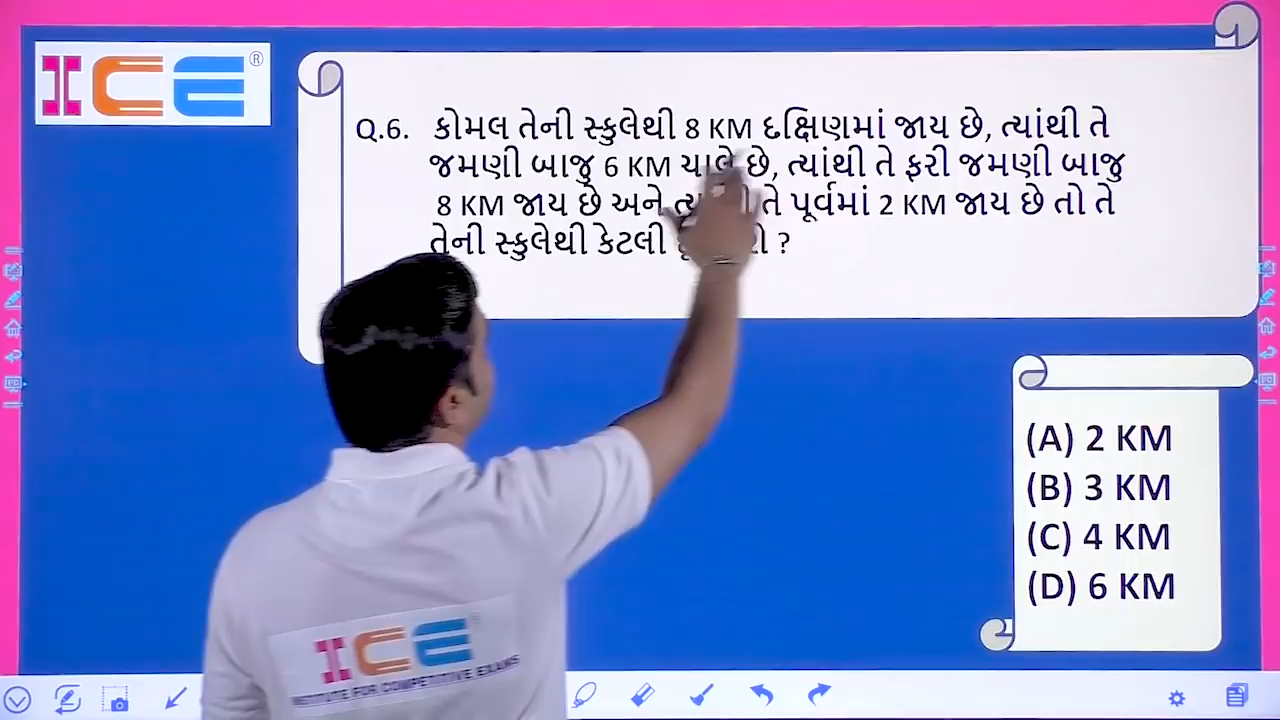 ICE®
Q.6. કોમલ તેની સ્કુલેથી 8 KM દક્ષિણમાં જાય છે, ત્યાંથી તે
જમણી બાજુ 6 KM ચાલે છે, ત્યાંથી તે ફરી જમણી બાજુ
8 KM જાય છે અને તે પૂર્વમાં 2 KM જાય છે તો તે
તેની સ્કુલેથી કેટલી ?
(A) 2 KM
(B) 3 KM
(C) 4 KM
(D) 6 KM
ICE
INSTITUTE FOR COMPETITIVE EXAMS